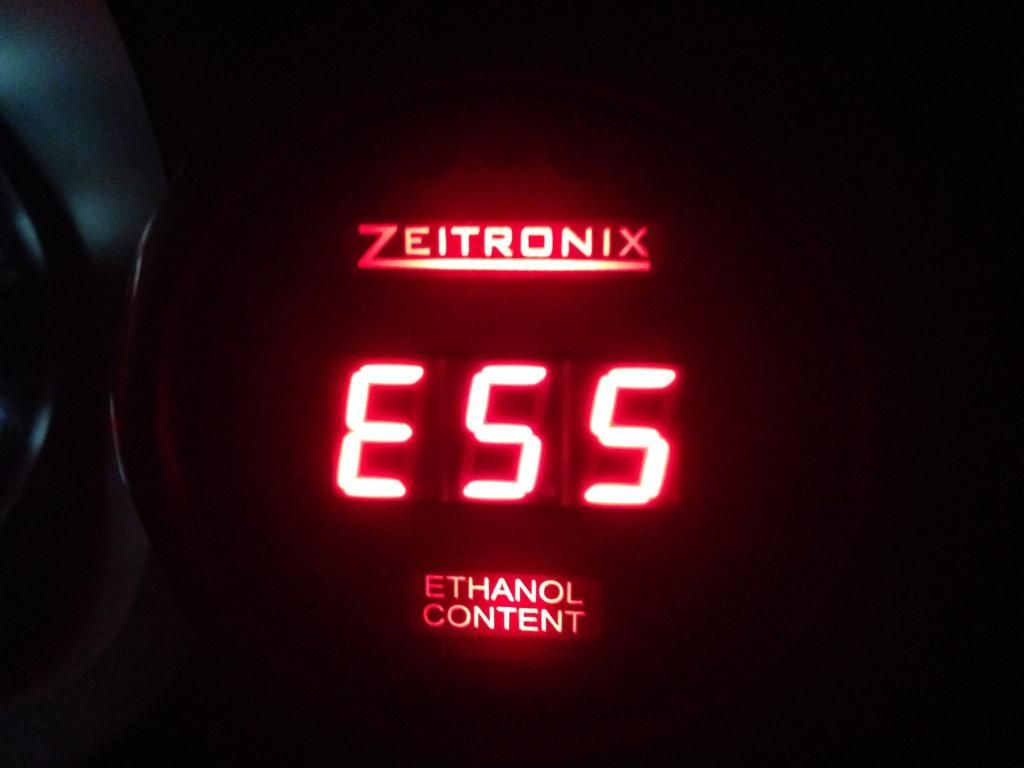 ZEITRONIX
E55
ETHANOL
CONTENT